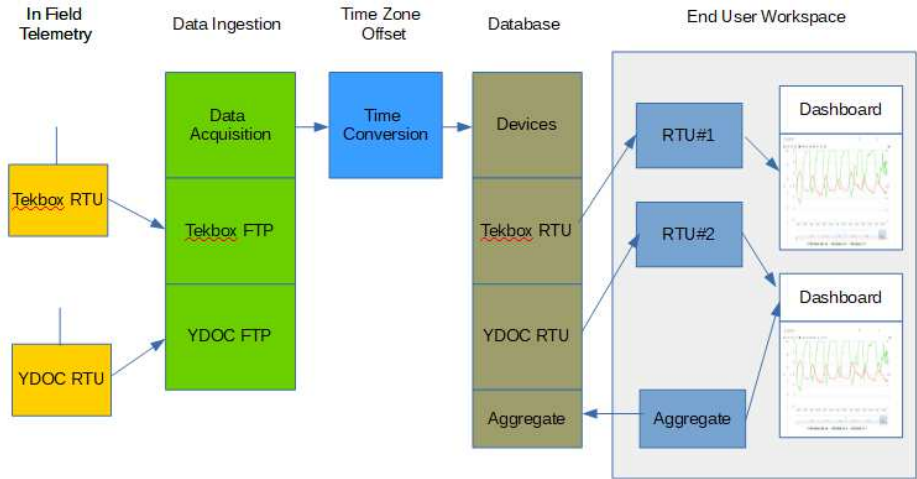 In Field
Telemetry
Data Ingestion
Time Zone
Offset
Database
End User Workspace
Data
Acquisition
Time
Conversion
Devices
RTU#1
Dashboard
Tekbox RTU
Tekbox FTP
Tekbox RTU
RTU#2
YDOC RTU
YDOC FTP
YDOC RTU
Dashboard
Aggregate
Aggregate